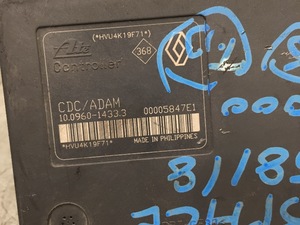 (*HVU4K19F71*)
Ate
Controller
368
CDC/ADAM
10.0960-1433.3 00005847E1
*HVU4K19F71* MADE IN PHILIPPINES